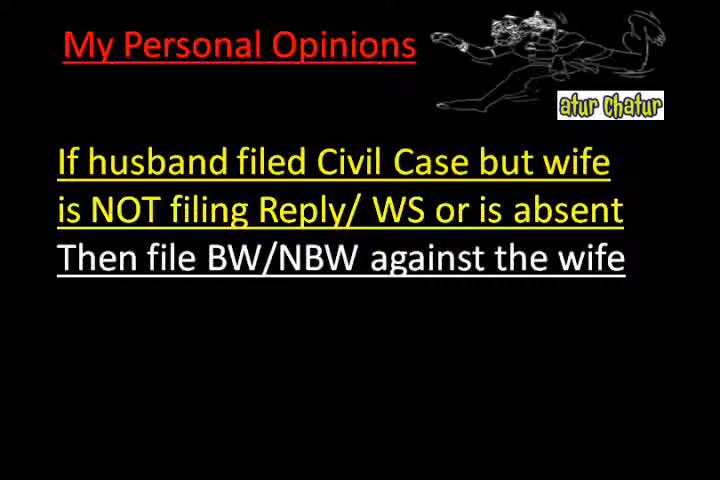 My Personal Opinions
atur chatur
If husband filed Civil Case but wife
is NOT filing Reply/ WS or is absent
Then file BW/NBW against the wife